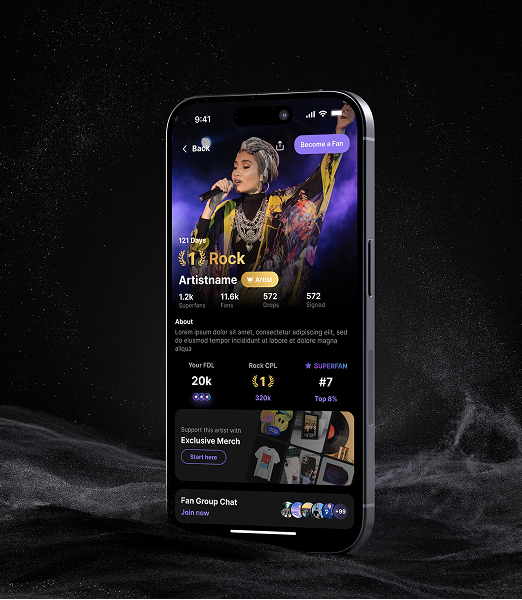 9:41
Back
Become a Fan
121 Days
1 Rock
Artistname Artist
1.2k 11.6k 572 572
Superfans Fans Drops Signed
About
Lorem ipsum dolor sit amet, consectetur adipiscing elit, sed
do eiusmod tempor incididunt ut labore et dolore magna
aliqua
Your FDL Rock CPL SUPERFAN
20k 1 #7
320k Top 8%
Support this artist with
Exclusive Merch
Start here
Fan Group Chat
Join now
+99